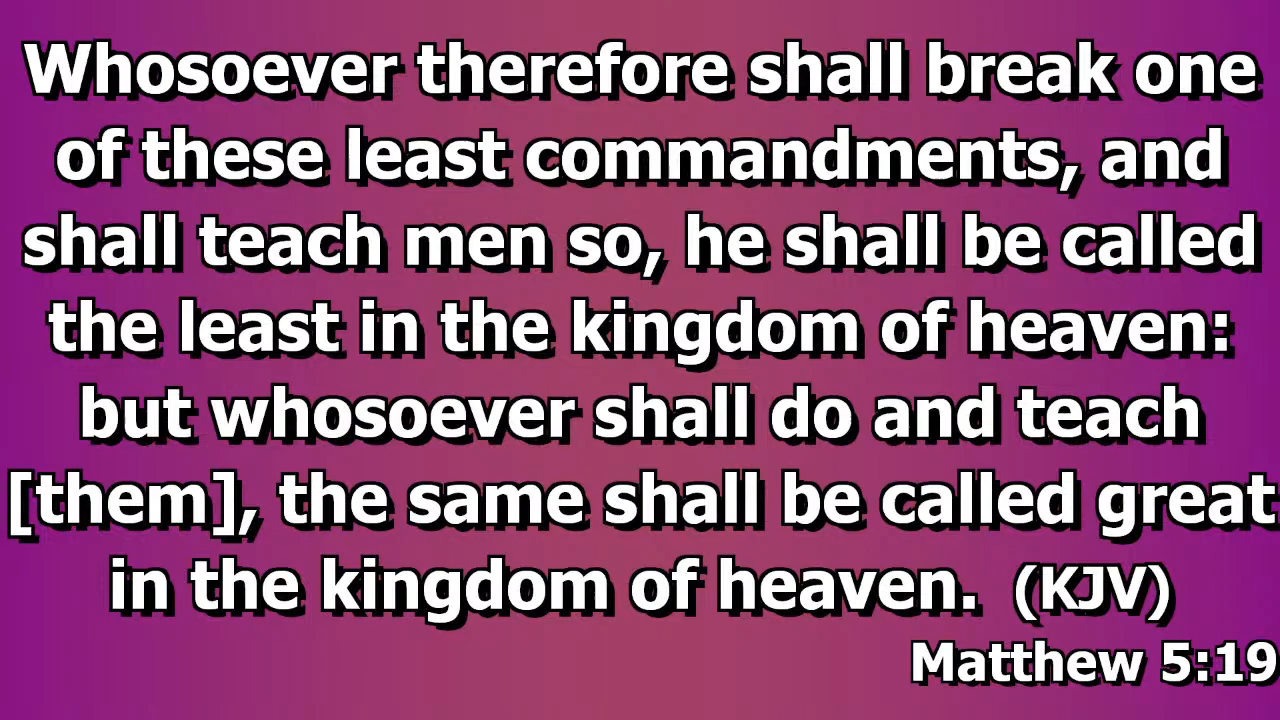 Whosoever therefore shall break one
of these least commandments, and
shall teach men so, he shall be called
the least in the kingdom of heaven:
but whosoever shall do and teach
[them], the same shall be called great
in the kingdom of heaven. (KJV)
Matthew 5:19